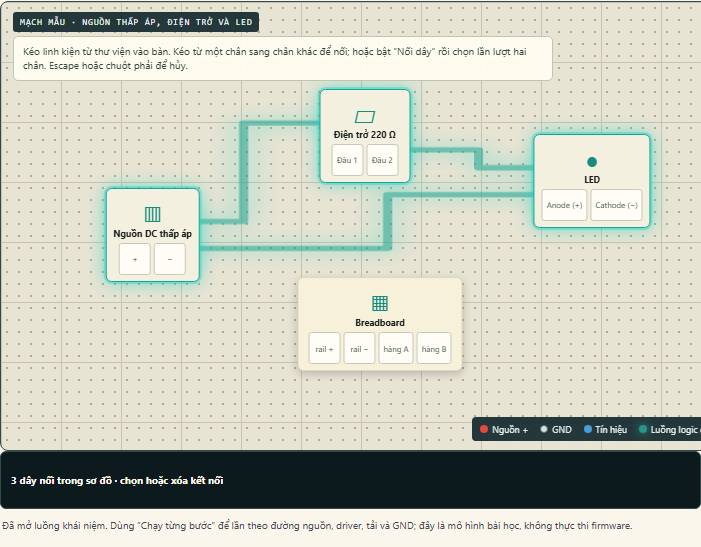 MẠCH MẪU · NGUỒN THẤP ÁP, ĐIỆN TRỞ VÀ LED
Kéo linh kiện từ thư viện vào bàn. Kéo từ một chân sang chân khác để nối; hoặc bật "Nối dây" rồi chọn lần lượt hai
chân. Escape hoặc chuột phải để hủy.
Điện trở 220 Ω
Đầu 1
Đầu 2
LED
Anode (+)
Cathode (−)
Nguồn DC thấp áp
+
−
Breadboard
rail +
rail −
hàng A
hàng B
Nguồn +
GND
Tín hiệu
Luồng logic
3 dây nối trong sơ đồ · chọn hoặc xóa kết nối
Đã mở luồng khái niệm. Dùng "Chạy từng bước" để lần theo đường nguồn, driver, tải và GND; đây là mô hình bài học, không thực thi firmware.